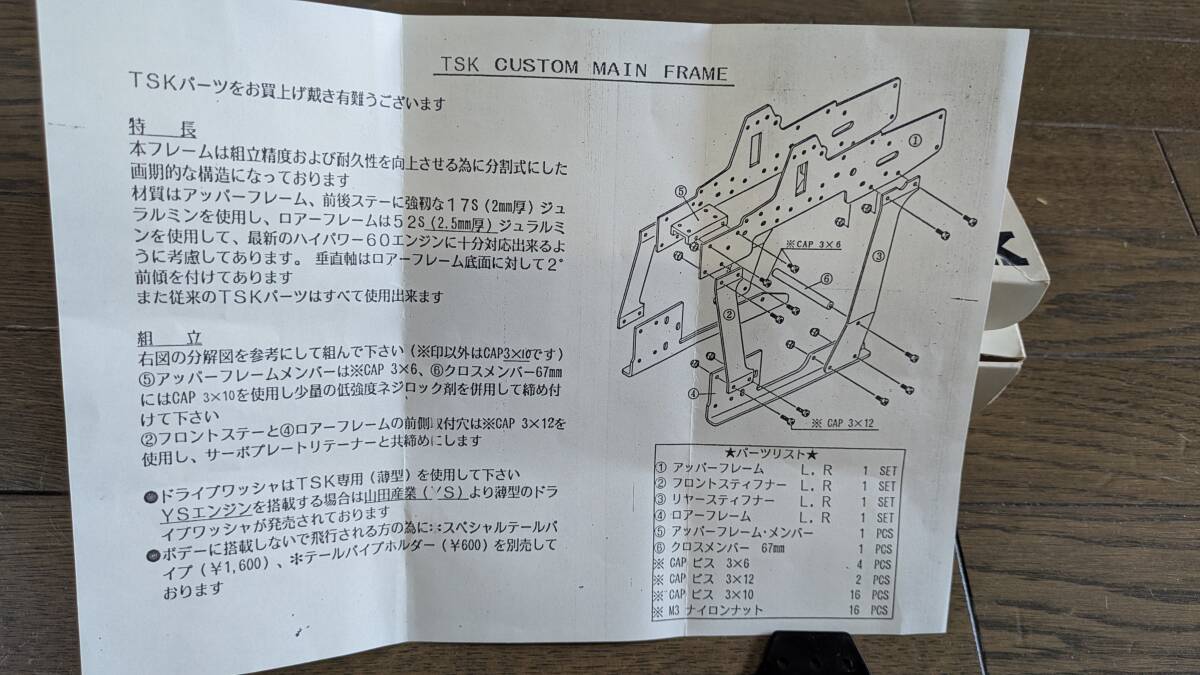 TSK CUSTOM MAIN FRAME
TSKパーツをお買上げ戴き有難うございます
特 長
本フレームは組立精度および耐久性を向上させる為に分割式にした
画期的な構造になっております
材質はアッパーフレーム、前後ステーに強靭な17S(2mm厚)ジュ
ラルミンを使用し、ロアーフレームは52S(2.5mm厚)ジュラルミ
ンを使用して、最新のハイパワー60エンジンに十分対応出来るよ
うに考慮してあります。垂直軸はロアーフレーム底面に対して2°
前傾を付けてあります
また従来のTSKパーツはすべて使用出来ます
組 立
右図の分解図を参考にして組んで下さい(※印以外はCAP3×10です)
⑤アッパーフレームメンバーは※CAP 3×6、⑥クロスメンバー67mm
にはCAP 3×10を使用し少量の低強度ネジロック剤を併用して締め付
けて下さい
②フロントステーと④ロアーフレームの前側取付穴は※CAP 3×12を
使用し、サーボプレートリテーナーと共締めにします
●ドライブワッシャはTSK専用(薄型)を使用して下さい
YSエンジンを搭載する場合は山田産業(YS)より薄型のドラ
イブワッシャが発売されております
●ボデーに搭載しないで飛行される方の為に※スペシャルテールパ
イプ(¥1,600)、*テールパイプホルダー(¥600)を別売して
おります
①
⑤
※CAP 3×6
③
⑥
②
④
※ CAP 3×12
★パーツリスト★
① アッパーフレーム L.R 1 SET
② フロントスティフナー L.R 1 SET
③ リヤースティフナー L.R 1 SET
④ ロアーフレーム L.R 1 SET
⑤ アッパーフレーム・メンバー 1 PCS
⑥ クロスメンバー 67mm 1 PCS
※ CAP ビス 3×6 4 PCS
※ CAP ビス 3×12 2 PCS
※ CAP ビス 3×10 16 PCS
※ M3 ナイロンナット 16 PCS